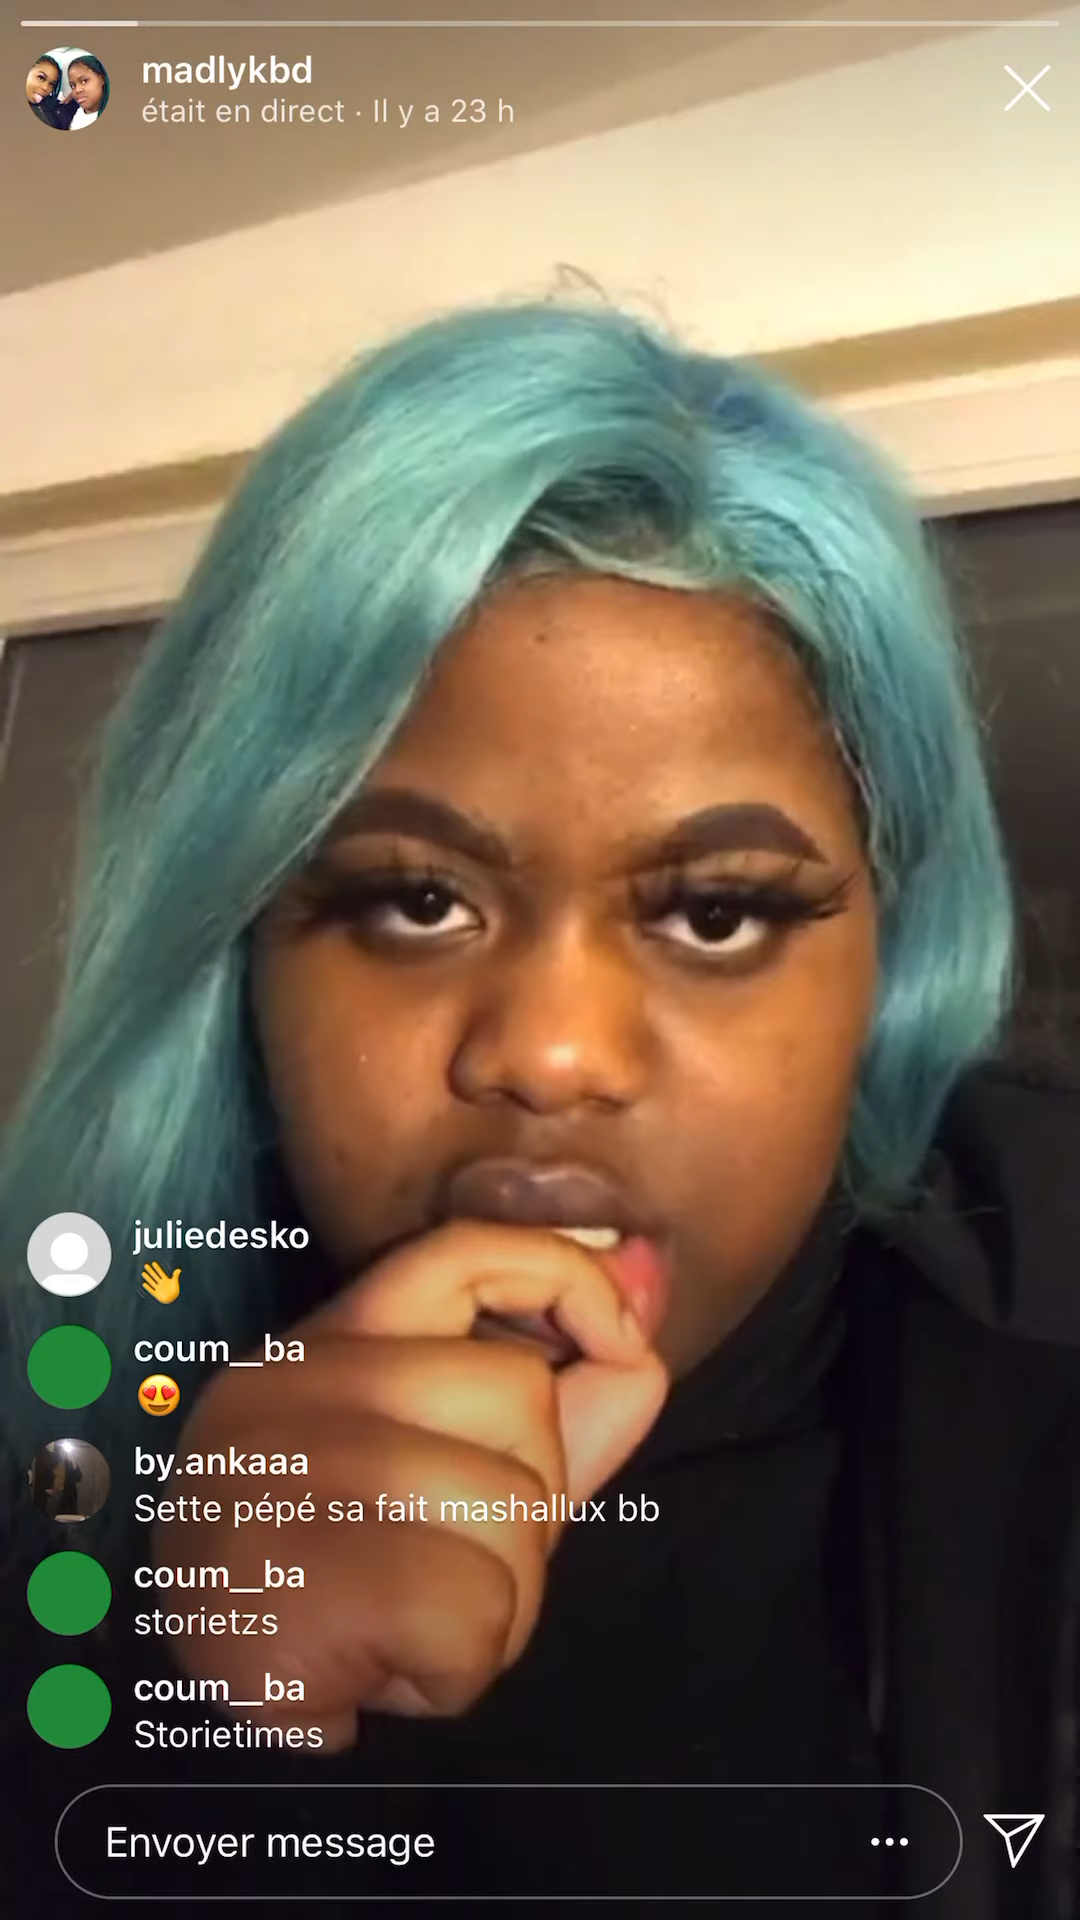 madlykbd
était en direct · Il y a 23 h
juliedesko
👋
coum__ba
😍
by.ankaaa
Sette pépé sa fait mashallux bb
coum__ba
storietzs
coum__ba
Storietimes
Envoyer message